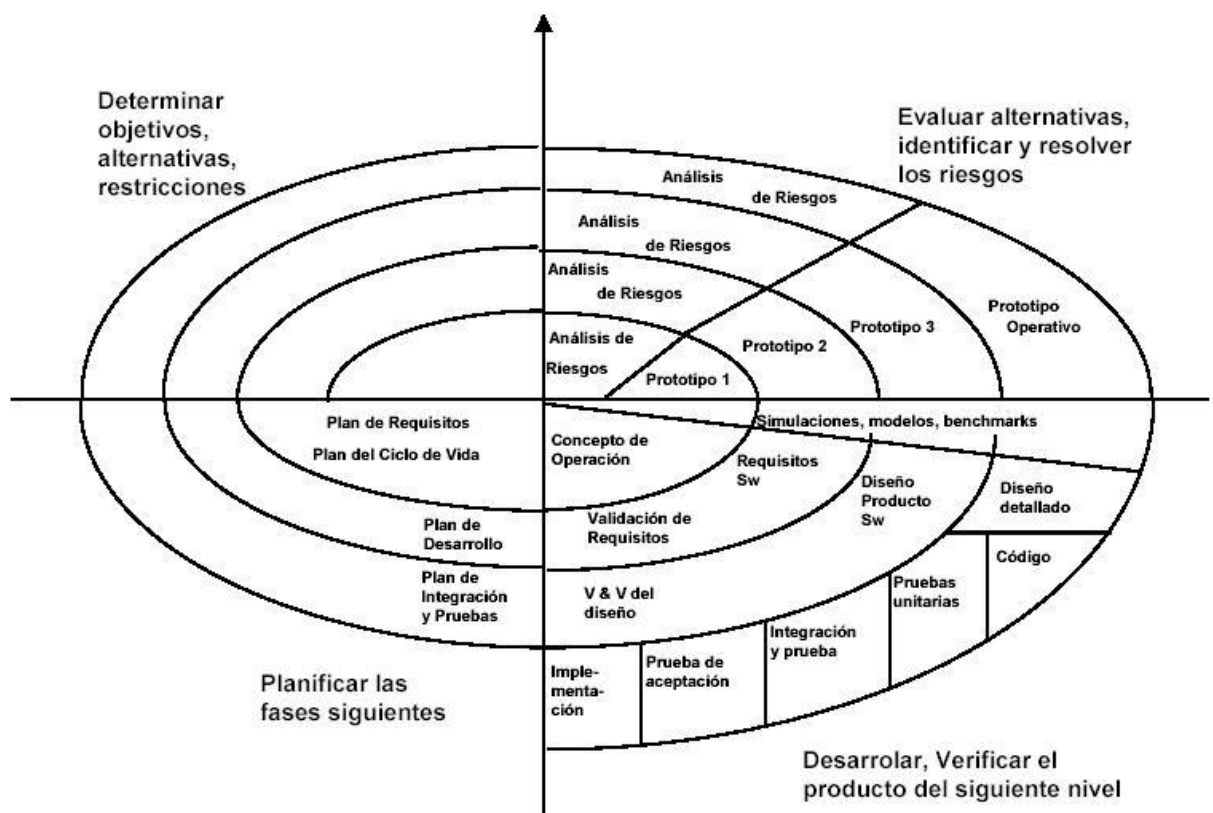 Determinar
objetivos,
alternativas,
restricciones
Evaluar alternativas,
identificar y resolver
los riesgos
Análisis
de Riesgos
Análisis
de Riesgos
Análisis
de Riesgos
Análisis de
Riesgos
Prototipo 1
Prototipo 2
Prototipo 3
Prototipo
Operativo
Simulaciones, modelos, benchmarks
Plan de Requisitos
Plan del Ciclo de Vida
Concepto de
Operación
Requisitos
Sw
Diseño
Producto
Sw
Diseño
detallado
Plan de
Desarrollo
Validación de
Requisitos
Código
Plan de
Integración
y Pruebas
V & V del
diseño
Pruebas
unitarias
Integración
y prueba
Prueba de
aceptación
Imple-
menta-
ción
Planificar las
fases siguientes
Desarrolar, Verificar el
producto del siguiente nivel